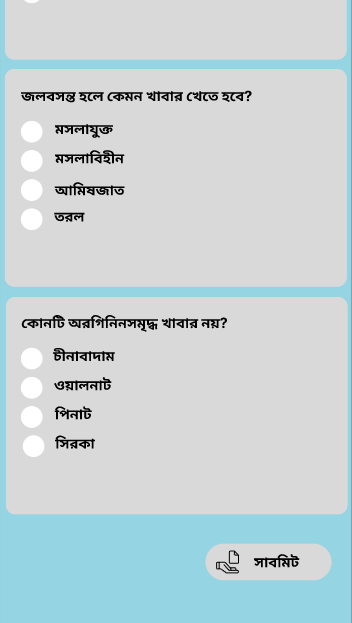 জলবসন্ত হলে কেমন খাবার খেতে হবে?
মসলাযুক্ত
মসলাবিহীন
আমিষজাত
তরল
কোনটি অরগিনিনসমৃদ্ধ খাবার নয়?
চীনাবাদাম
ওয়ালনাট
পিনাট
সিরকা
সাবমিট